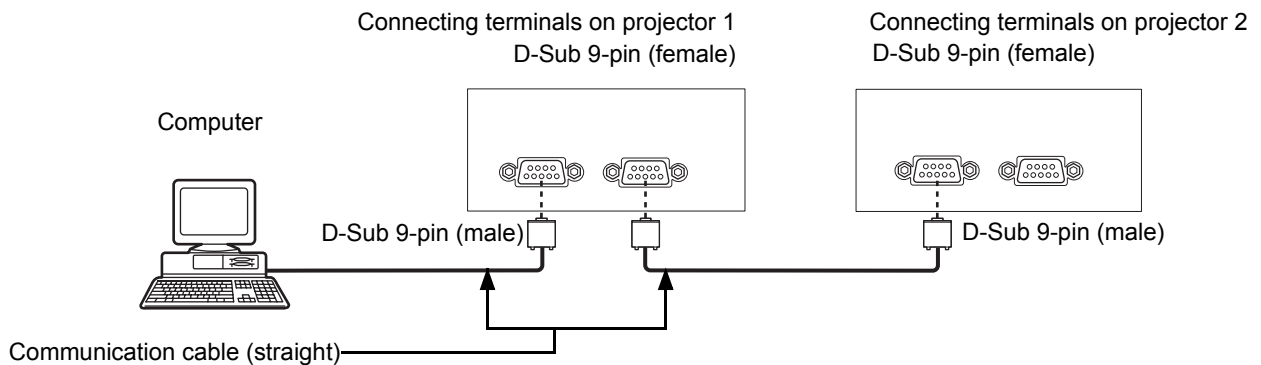 Connecting terminals on projector 1
D-Sub 9-pin (female)
Connecting terminals on projector 2
D-Sub 9-pin (female)
Computer
D-Sub 9-pin (male)
D-Sub 9-pin (male)
Communication cable (straight)